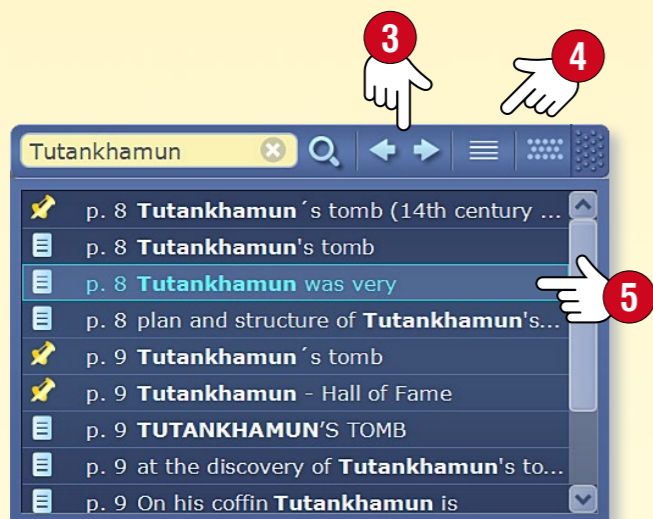 3
4
Tutankhamun
p. 8 Tutankhamun´s tomb (14th century ...
p. 8 Tutankhamun's tomb
p. 8 Tutankhamun was very
5
p. 8 plan and structure of Tutankhamun's...
p. 9 Tutankhamun´s tomb
p. 9 Tutankhamun - Hall of Fame
p. 9 TUTANKHAMUN’S TOMB
p. 9 at the discovery of Tutankhamun's to...
p. 9 On his coffin Tutankhamun is